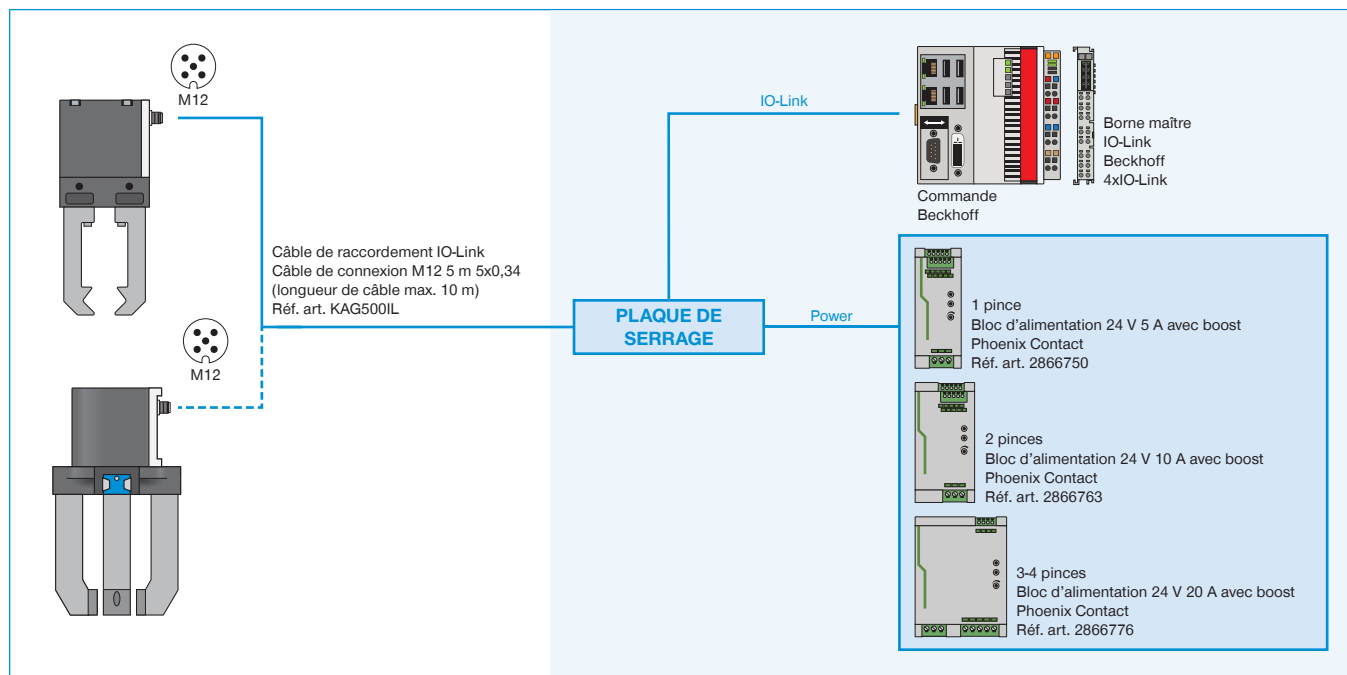 M12
M12
Câble de raccordement IO-Link
Câble de connexion M12 5 m 5x0,34
(longueur de câble max. 10 m)
Réf. art. KAG500IL
PLAQUE DE
SERRAGE
IO-Link
Power
Commande
Beckhoff
Borne maître
IO-Link
Beckhoff
4xIO-Link
1 pince
Bloc d'alimentation 24 V 5 A avec boost
Phoenix Contact
Réf. art. 2866750
2 pinces
Bloc d'alimentation 24 V 10 A avec boost
Phoenix Contact
Réf. art. 2866763
3-4 pinces
Bloc d'alimentation 24 V 20 A avec boost
Phoenix Contact
Réf. art. 2866776